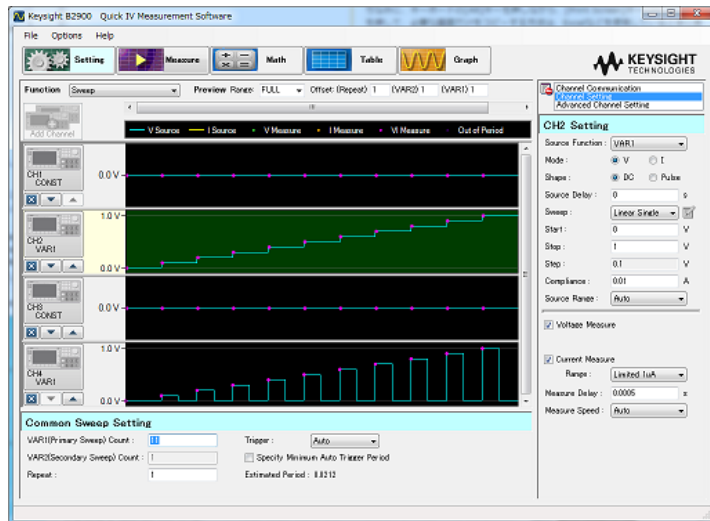 Keysight B2900 Quick IV Measurement Software
File Options Help
Setting Measure Math Table Graph
KEYSIGHT
TECHNOLOGIES
Function Sweep Preview Range: FULL Offset: (Repeat) 1 (VAR2) 1 (VAR1) 1
Add Channel
V Source I Source V Measure I Measure VI Measure Out of Period
CH1
CONST
0.0 V
1.0 V
CH2
VAR1
0.0 V
CH3
CONST
0.0 V
1.0 V
CH4
VAR1
0.0 V
Common Sweep Setting
VAR1(Primary Sweep) Count : 11 Trigger : Auto
VAR2(Secondary Sweep) Count : 1 Specify Minimum Auto Trigger Period
Repeat : 1 Estimated Period : 0.0212
Channel Communication
Channel Setting
Advanced Channel Setting
CH2 Setting
Source Function : VAR1
Mode : V I
Shape : DC Pulse
Source Delay : 0 s
Sweep : Linear Single
Start : 0 V
Stop : 1 V
Step : 0.1 V
Compliance : 0.01 A
Source Range : Auto
Voltage Measure
Current Measure
Range : Limited 1uA
Measure Delay : 0.0005 s
Measure Speed : Auto